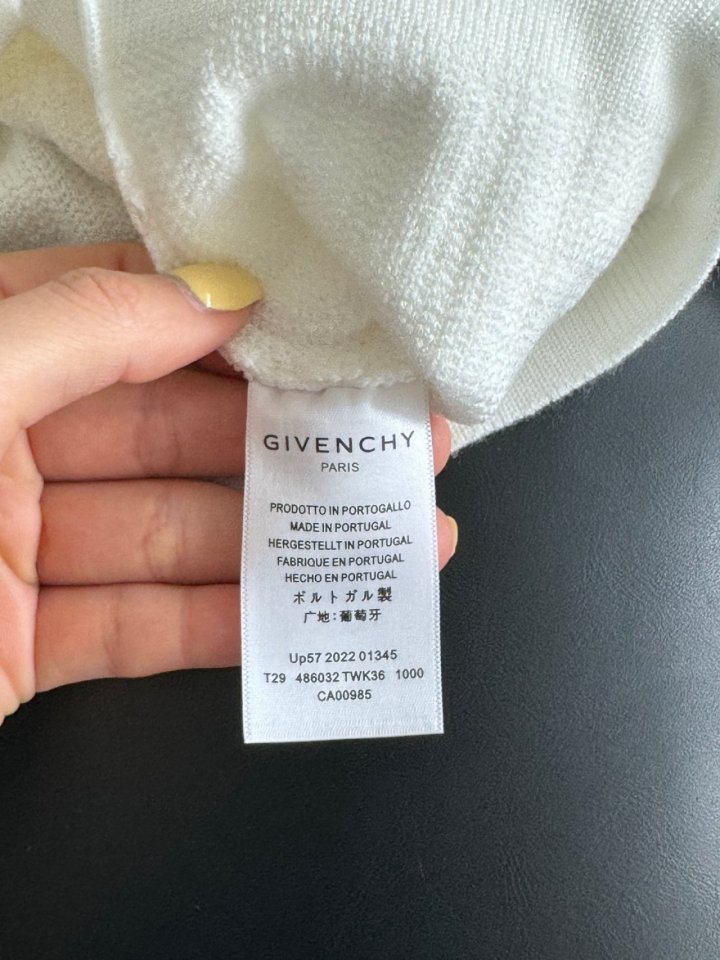 GIVENCHY
PARIS
PRODOTTO IN PORTOGALLO
MADE IN PORTUGAL
HERGESTELLT IN PORTUGAL
FABRIQUE EN PORTUGAL
HECHO EN PORTUGAL
ポルトガル製
广地:葡萄牙
Up57 2022 01345
T29 486032 TWK36 1000
CA00985